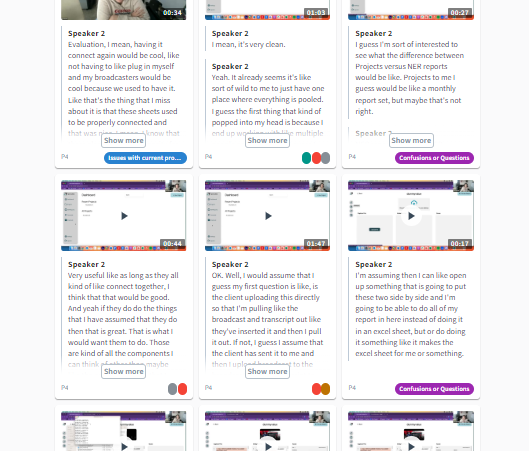 00:34
Speaker 2
Evaluation, I mean, having it
connect again would be cool, like
not having to like plug in myself
and my broadcasters would be
cool because we used to have it.
Like that's the thing that I miss
about it is that these sheets used
to be properly connected and
Show more
P4
Issues with current pro...
01:03
Speaker 2
I mean, it's very clean.
Speaker 2
Yeah. It already seems it's like
sort of wild to me to just have one
place where everything is pooled.
I guess the first thing that kind of
popped into my head is because I
end up working with like multiple
Show more
P4
00:27
Speaker 2
I guess I'm sort of interested to
see what the difference between
Projects versus NER reports
would be like. Projects to me I
guess would be like a monthly
report set, but maybe that's not
right.
Speaker 2
Show more
P4
Confusions or Questions
00:44
Speaker 2
Very useful like as long as they all
kind of like connect together, I
think that that would be good.
And yeah if they do do the things
that I have assumed that they do
then that is great. That is what I
would want them to do. Those
are kind of all the components I
can think of other than maybe
Show more
P4
01:47
Speaker 2
OK. Well, I would assume that I
guess my first question is like, is
the client uploading this directly
so that I'm pulling like the
broadcast and transcript out like
they've inserted it and then I pull
it out. If not, I guess I assume that
the client has sent it to me and
then I upload
to the
Show more
P4
00:17
Speaker 2
I'm assuming then I can like open
up something that is going to put
these two side by side and I'm
going to be able to do all of my
report in here instead of doing it
in an excel sheet, but or do doing
it something like it makes the
excel sheet for me or something.
P4
Confusions or Questions